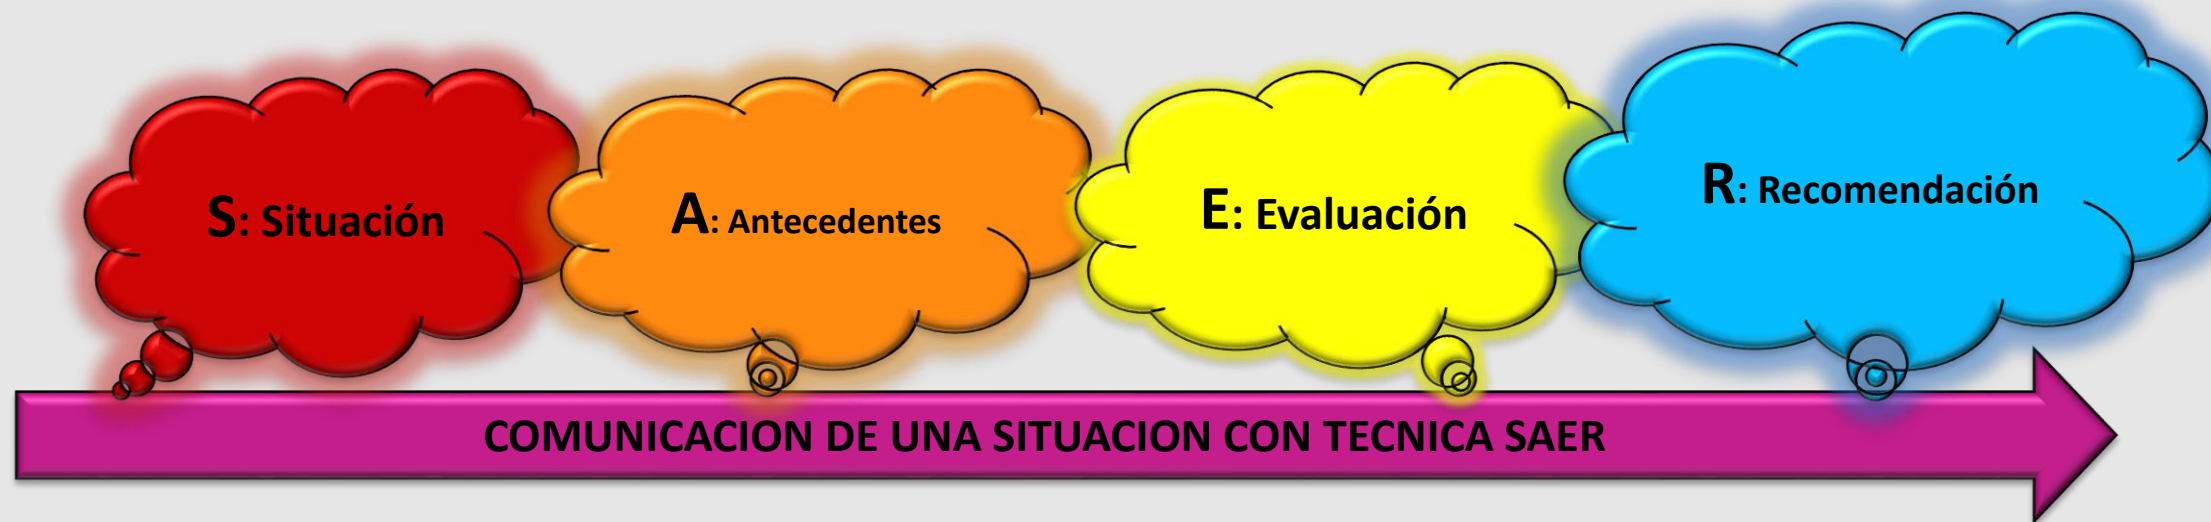 S: Situación
A: Antecedentes
E: Evaluación
R: Recomendación
COMUNICACION DE UNA SITUACION CON TECNICA SAER